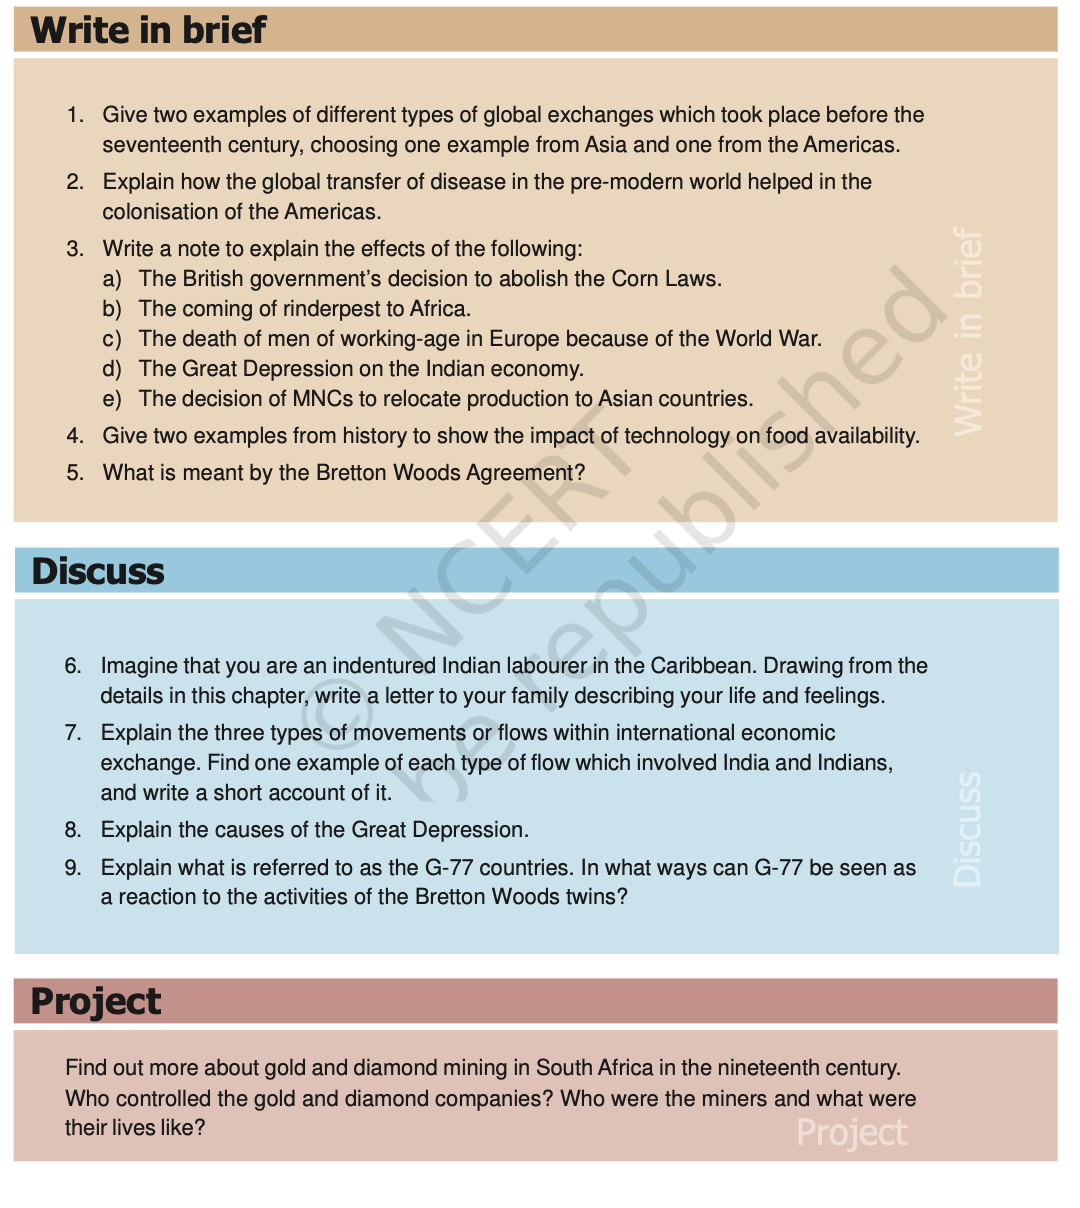 Write in brief
1. Give two examples of different types of global exchanges which took place before the
seventeenth century, choosing one example from Asia and one from the Americas.
2. Explain how the global transfer of disease in the pre-modern world helped in the
colonisation of the Americas.
3. Write a note to explain the effects of the following:
a) The British government’s decision to abolish the Corn Laws.
b) The coming of rinderpest to Africa.
c) The death of men of working-age in Europe because of the World War.
d) The Great Depression on the Indian economy.
e) The decision of MNCs to relocate production to Asian countries.
4. Give two examples from history to show the impact of technology on food availability.
5. What is meant by the Bretton Woods Agreement?
Write in brief
Discuss
6. Imagine that you are an indentured Indian labourer in the Caribbean. Drawing from the
details in this chapter, write a letter to your family describing your life and feelings.
7. Explain the three types of movements or flows within international economic
exchange. Find one example of each type of flow which involved India and Indians,
and write a short account of it.
8. Explain the causes of the Great Depression.
9. Explain what is referred to as the G-77 countries. In what ways can G-77 be seen as
a reaction to the activities of the Bretton Woods twins?
Discuss
Project
Find out more about gold and diamond mining in South Africa in the nineteenth century.
Who controlled the gold and diamond companies? Who were the miners and what were
their lives like?
Project
© NCERT
be republished